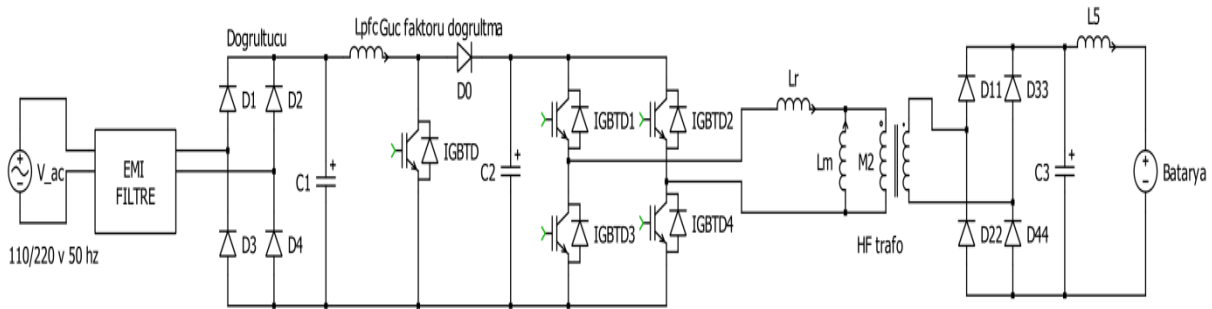 Lpfc Guc faktoru dogrultma
L5
Dogrultucu
D0
Lr
D11
D33
D1
D2
IGBTD1
IGBTD2
V_ac
EMI
FILTRE
IGBTD
C1
C2
Lm
M2
C3
Batarya
D3
D4
IGBTD3
IGBTD4
D22
D44
HF trafo
110/220 v 50 hz